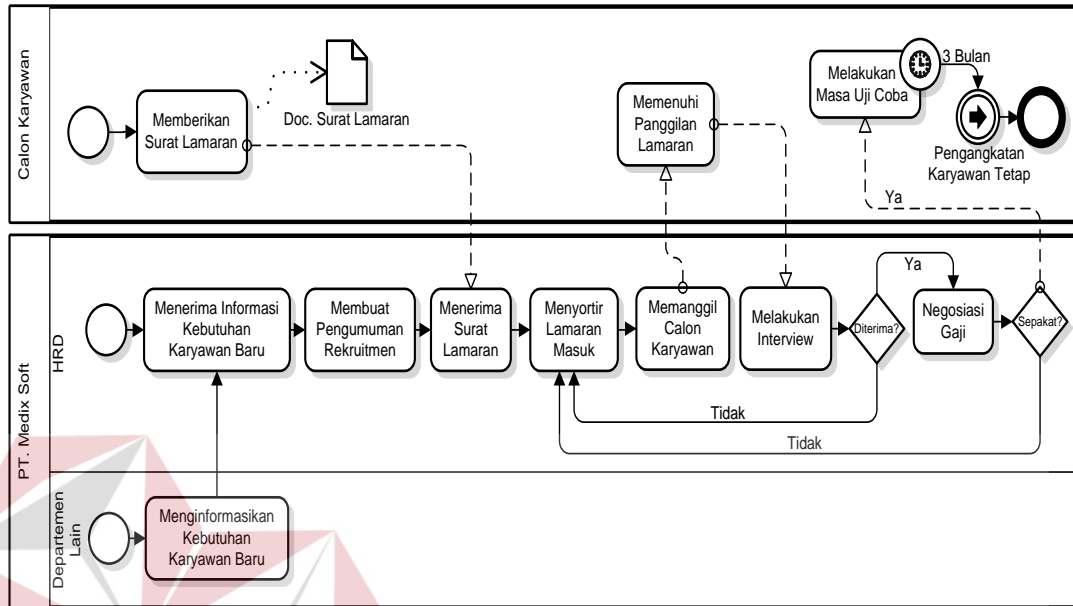 Calon Karyawan
Memberikan
Surat Lamaran
Doc. Surat Lamaran
Memenuhi
Panggilan
Lamaran
Melakukan
Masa Uji Coba
3 Bulan
Pengangkatan
Karyawan Tetap
Ya
PT. Medix Soft
HRD
Menerima Informasi
Kebutuhan
Karyawan Baru
Membuat
Pengumuman
Rekruitmen
Menerima
Surat
Lamaran
Menyortir
Lamaran
Masuk
Memanggil
Calon
Karyawan
Melakukan
Interview
Diterima?
Ya
Negosiasi
Gaji
Sepakat?
Tidak
Tidak
Departemen
Lain
Menginformasikan
Kebutuhan
Karyawan Baru